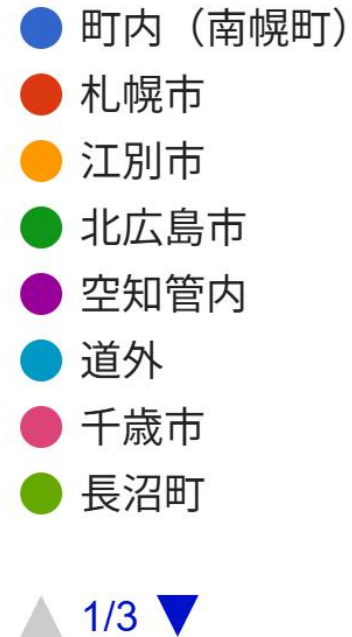 町内（南幌町）
札幌市
江別市
北広島市
空知管内
道外
千歳市
長沼町
1/3